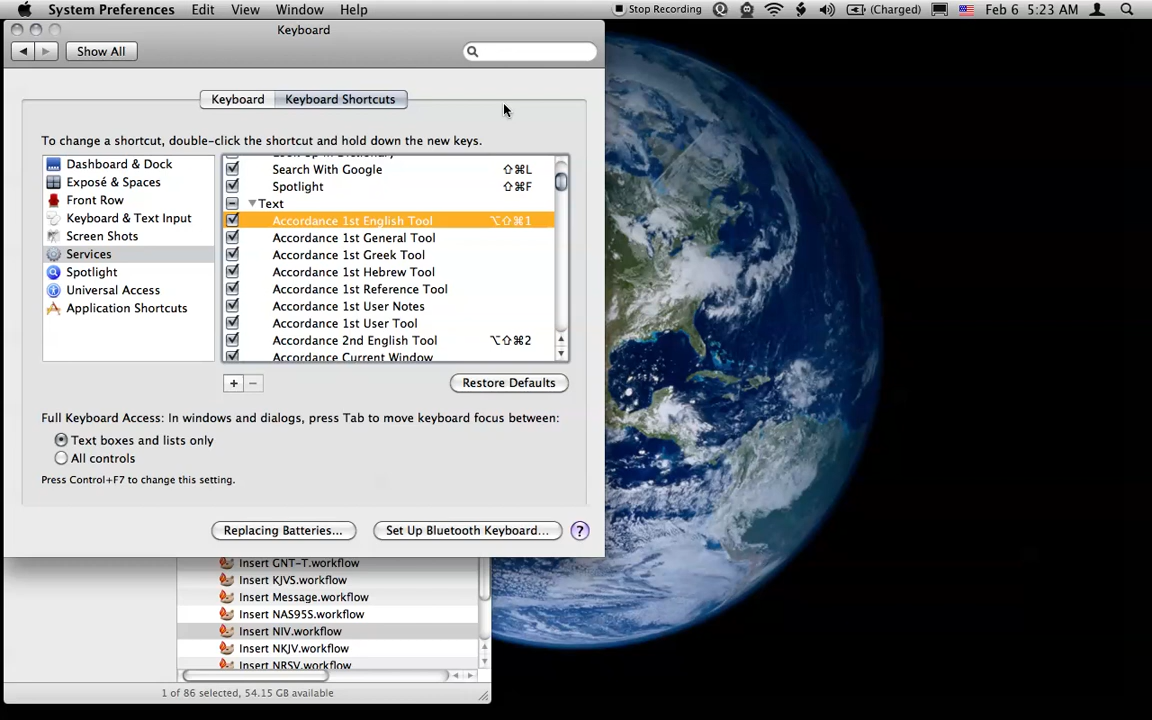 System Preferences Edit View Window Help Stop Recording (Charged) Feb 6 5:23 AM
Keyboard
Show All
Keyboard Keyboard Shortcuts
To change a shortcut, double-click the shortcut and hold down the new keys.
Dashboard & Dock
Exposé & Spaces
Front Row
Keyboard & Text Input
Screen Shots
Services
Spotlight
Universal Access
Application Shortcuts
Look Up in Dictionary
Search With Google ⇧⌘L
Spotlight ⇧⌘F
Text
Accordance 1st English Tool ⌥⇧⌘1
Accordance 1st General Tool
Accordance 1st Greek Tool
Accordance 1st Hebrew Tool
Accordance 1st Reference Tool
Accordance 1st User Notes
Accordance 1st User Tool
Accordance 2nd English Tool ⌥⇧⌘2
Accordance Current Window
+ −
Restore Defaults
Full Keyboard Access: In windows and dialogs, press Tab to move keyboard focus between:
Text boxes and lists only
All controls
Press Control+F7 to change this setting.
Replacing Batteries... Set Up Bluetooth Keyboard... ?
Insert GNT-T.workflow
Insert KJVS.workflow
Insert Message.workflow
Insert NAS95S.workflow
Insert NIV.workflow
Insert NKJV.workflow
Insert NRSV.workflow
1 of 86 selected, 54.15 GB available